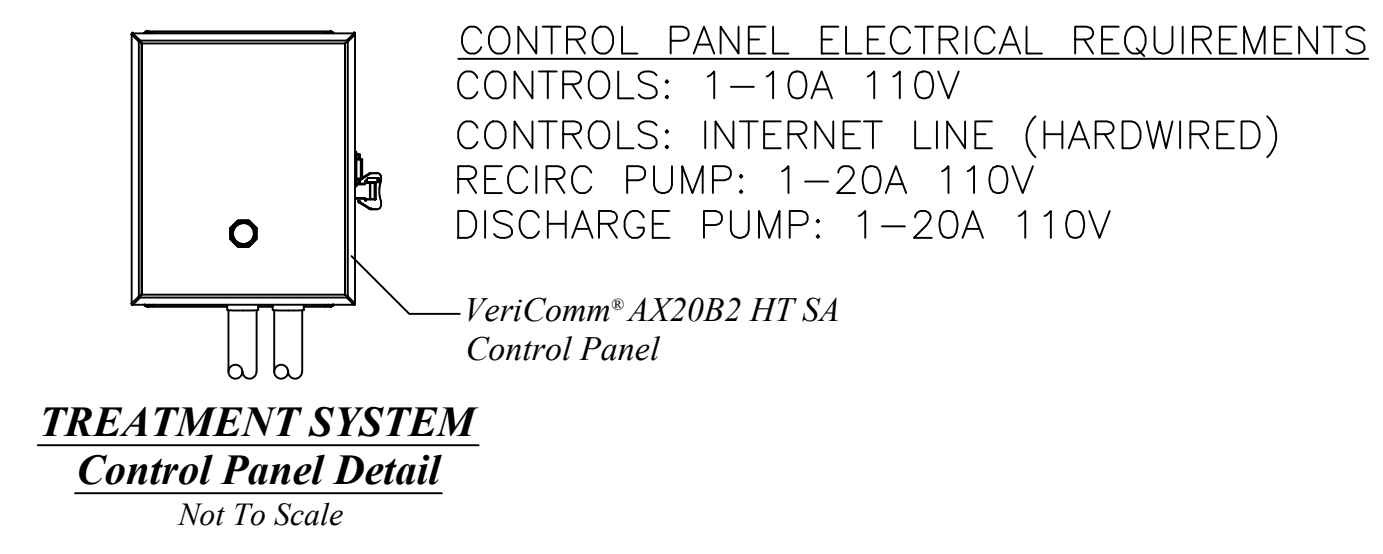 CONTROL PANEL ELECTRICAL REQUIREMENTS
CONTROLS: 1-10A 110V
CONTROLS: INTERNET LINE (HARDWIRED)
RECIRC PUMP: 1-20A 110V
DISCHARGE PUMP: 1-20A 110V
VeriComm® AX20B2 HT SA
Control Panel
TREATMENT SYSTEM
Control Panel Detail
Not To Scale